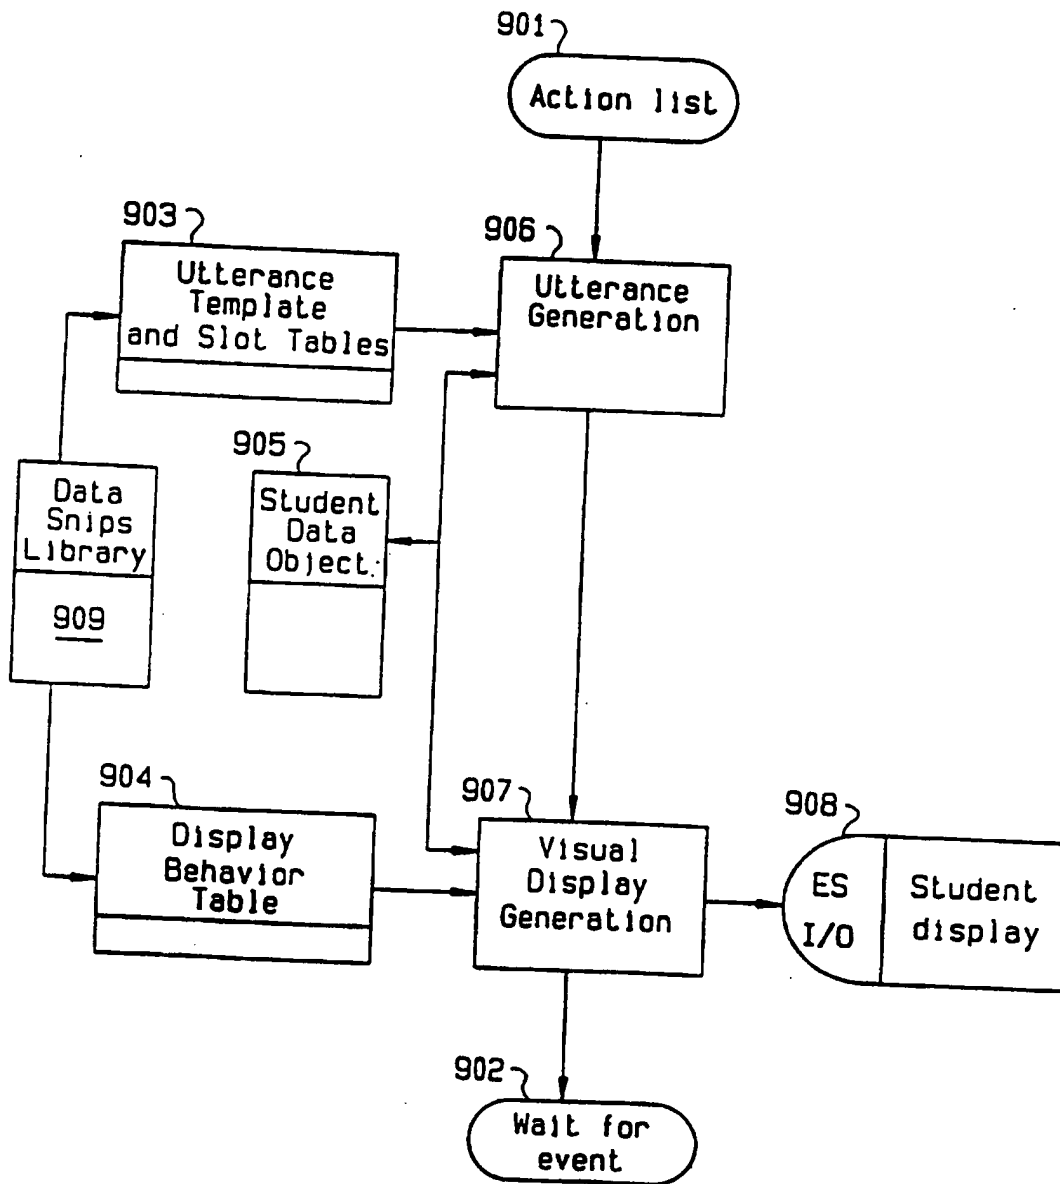 901
Action list
903
Utterance
Template
and Slot Tables
906
Utterance
Generation
905
Student
Data
Object
Data
Snips
Library
909
904
Display
Behavior
Table
907
Visual
Display
Generation
908
ES
I/O
Student
display
902
Wait for
event